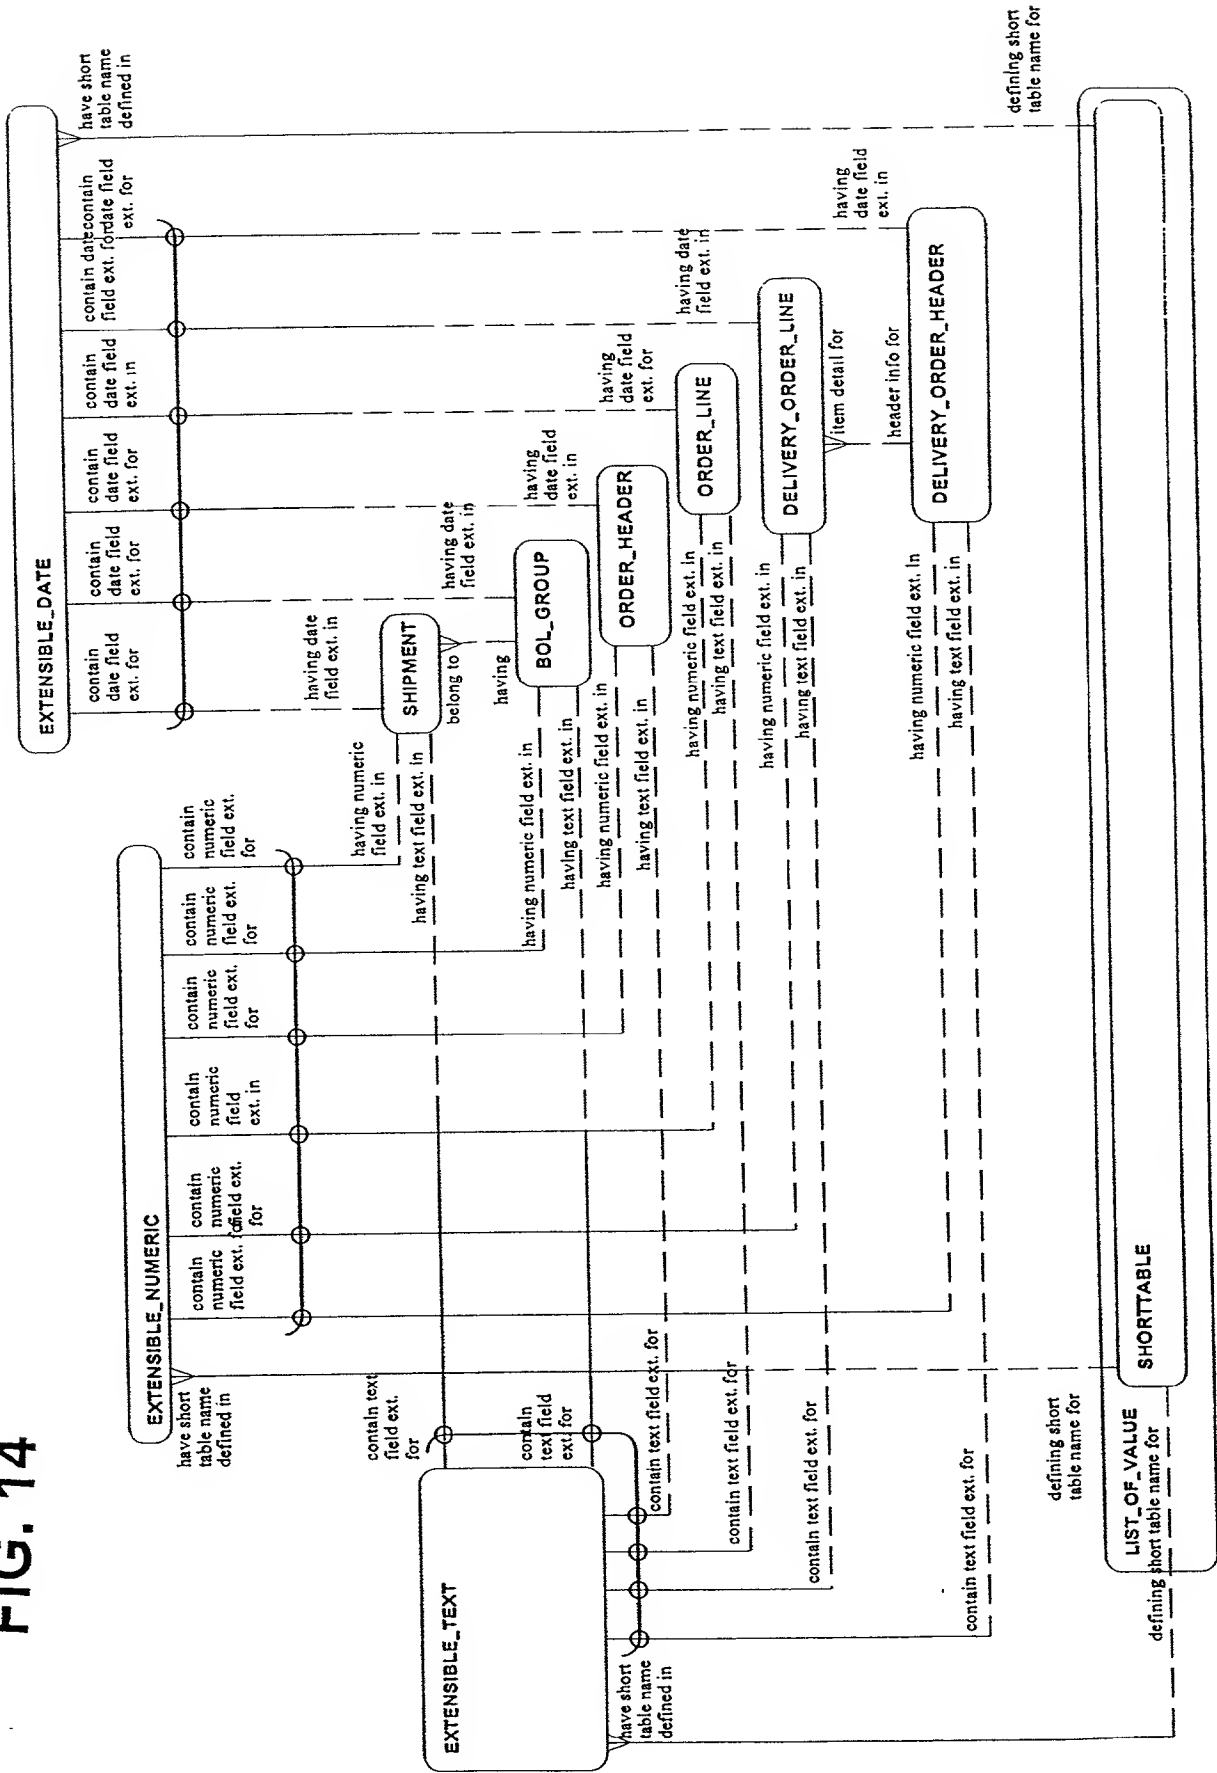 FIG. 14
EXTENSIBLE_DATE
have short
table name
defined in
contain
date field
ext. for
contain date
field ext. for
contain
date field
ext. in
contain
date field
ext. for
contain
date field
ext. for
contain
date field
ext. for
having date
field ext. in
having date
field ext. in
having
date field
ext. in
having
date field
ext. for
having date
field ext. in
having
date field
ext. in
defining short
table name for
EXTENSIBLE_NUMERIC
contain
numeric
field ext.
for
contain
numeric
field ext.
for
contain
numeric
field ext.
for
contain
numeric
field
ext. in
contain
numeric
field ext.
for
contain
numeric
field ext. for
have short
table name
defined in
SHIPMENT
belong to
having
having numeric
field ext. in
having text field ext. in
BOL_GROUP
having numeric field ext. in
having text field ext. in
ORDER_HEADER
having numeric field ext. in
having text field ext. in
ORDER_LINE
having numeric field ext. in
having text field ext. in
DELIVERY_ORDER_LINE
item detail for
having numeric field ext. in
having text field ext. in
header info for
DELIVERY_ORDER_HEADER
having numeric field ext. in
having text field ext. in
EXTENSIBLE_TEXT
contain text
field ext.
for
contain
text field
ext. for
contain text field ext. for
contain text field ext. for
contain text field ext. for
contain text field ext. for
have short
table name
defined in
defining short
table name for
SHORTTABLE
LIST_OF_VALUE
defining short table name for